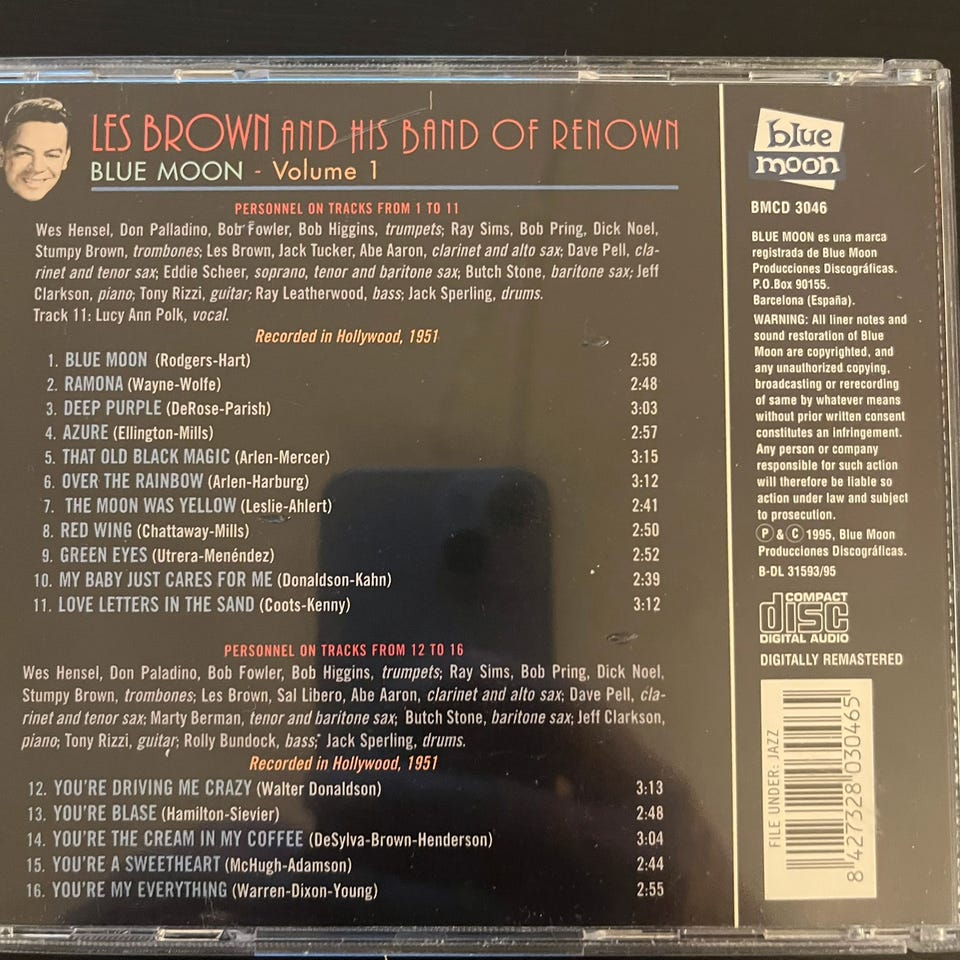 LES BROWN AND HIS BAND OF RENOWN
BLUE MOON - Volume 1
PERSONNEL ON TRACKS FROM 1 TO 11
Wes Hensel, Don Palladino, Bob Fowler, Bob Higgins, trumpets; Ray Sims, Bob Pring, Dick Noel,
Stumpy Brown, trombones; Les Brown, Jack Tucker, Abe Aaron, clarinet and alto sax; Dave Pell, cla-
rinet and tenor sax; Eddie Scheer, soprano, tenor and baritone sax; Butch Stone, baritone sax; Jeff
Clarkson, piano; Tony Rizzi, guitar; Ray Leatherwood, bass; Jack Sperling, drums.
Track 11: Lucy Ann Polk, vocal.
Recorded in Hollywood, 1951
1. BLUE MOON (Rodgers-Hart) 2:58
2. RAMONA (Wayne-Wolfe) 2:48
3. DEEP PURPLE (DeRose-Parish) 3:03
4. AZURE (Ellington-Mills) 2:57
5. THAT OLD BLACK MAGIC (Arlen-Mercer) 3:15
6. OVER THE RAINBOW (Arlen-Harburg) 3:12
7. THE MOON WAS YELLOW (Leslie-Ahlert) 2:41
8. RED WING (Chattaway-Mills) 2:50
9. GREEN EYES (Utrera-Menéndez) 2:52
10. MY BABY JUST CARES FOR ME (Donaldson-Kahn) 2:39
11. LOVE LETTERS IN THE SAND (Coots-Kenny) 3:12
PERSONNEL ON TRACKS FROM 12 TO 16
Wes Hensel, Don Paladino, Bob Fowler, Bob Higgins, trumpets; Ray Sims, Bob Pring, Dick Noel,
Stumpy Brown, trombones; Les Brown, Sal Libero, Abe Aaron, clarinet and alto sax; Dave Pell, cla-
rinet and tenor sax; Marty Berman, tenor and baritone sax; Butch Stone, baritone sax; Jeff Clarkson,
piano; Tony Rizzi, guitar; Rolly Bundock, bass; Jack Sperling, drums.
Recorded in Hollywood, 1951
12. YOU'RE DRIVING ME CRAZY (Walter Donaldson) 3:13
13. YOU'RE BLASE (Hamilton-Sievier) 2:48
14. YOU'RE THE CREAM IN MY COFFEE (DeSylva-Brown-Henderson) 3:04
15. YOU'RE A SWEETHEART (McHugh-Adamson) 2:44
16. YOU'RE MY EVERYTHING (Warren-Dixon-Young) 2:55
blue
moon
BMCD 3046
BLUE MOON es una marca
registrada de Blue Moon
Producciones Discográficas.
P.O.Box 90155.
Barcelona (España).
WARNING: All liner notes and
sound restoration of Blue
Moon are copyrighted, and
any unauthorized copying,
broadcasting or rerecording
of same by whatever means
without prior written consent
constitutes an infringement.
Any person or company
responsible for such action
will therefore be liable so
action under law and subject
to prosecution.
Ⓟ & Ⓒ 1995, Blue Moon
Producciones Discográficas.
B-DL 31593/95
COMPACT
disc
DIGITAL AUDIO
DIGITALLY REMASTERED
FILE UNDER: JAZZ
8 427328 030465